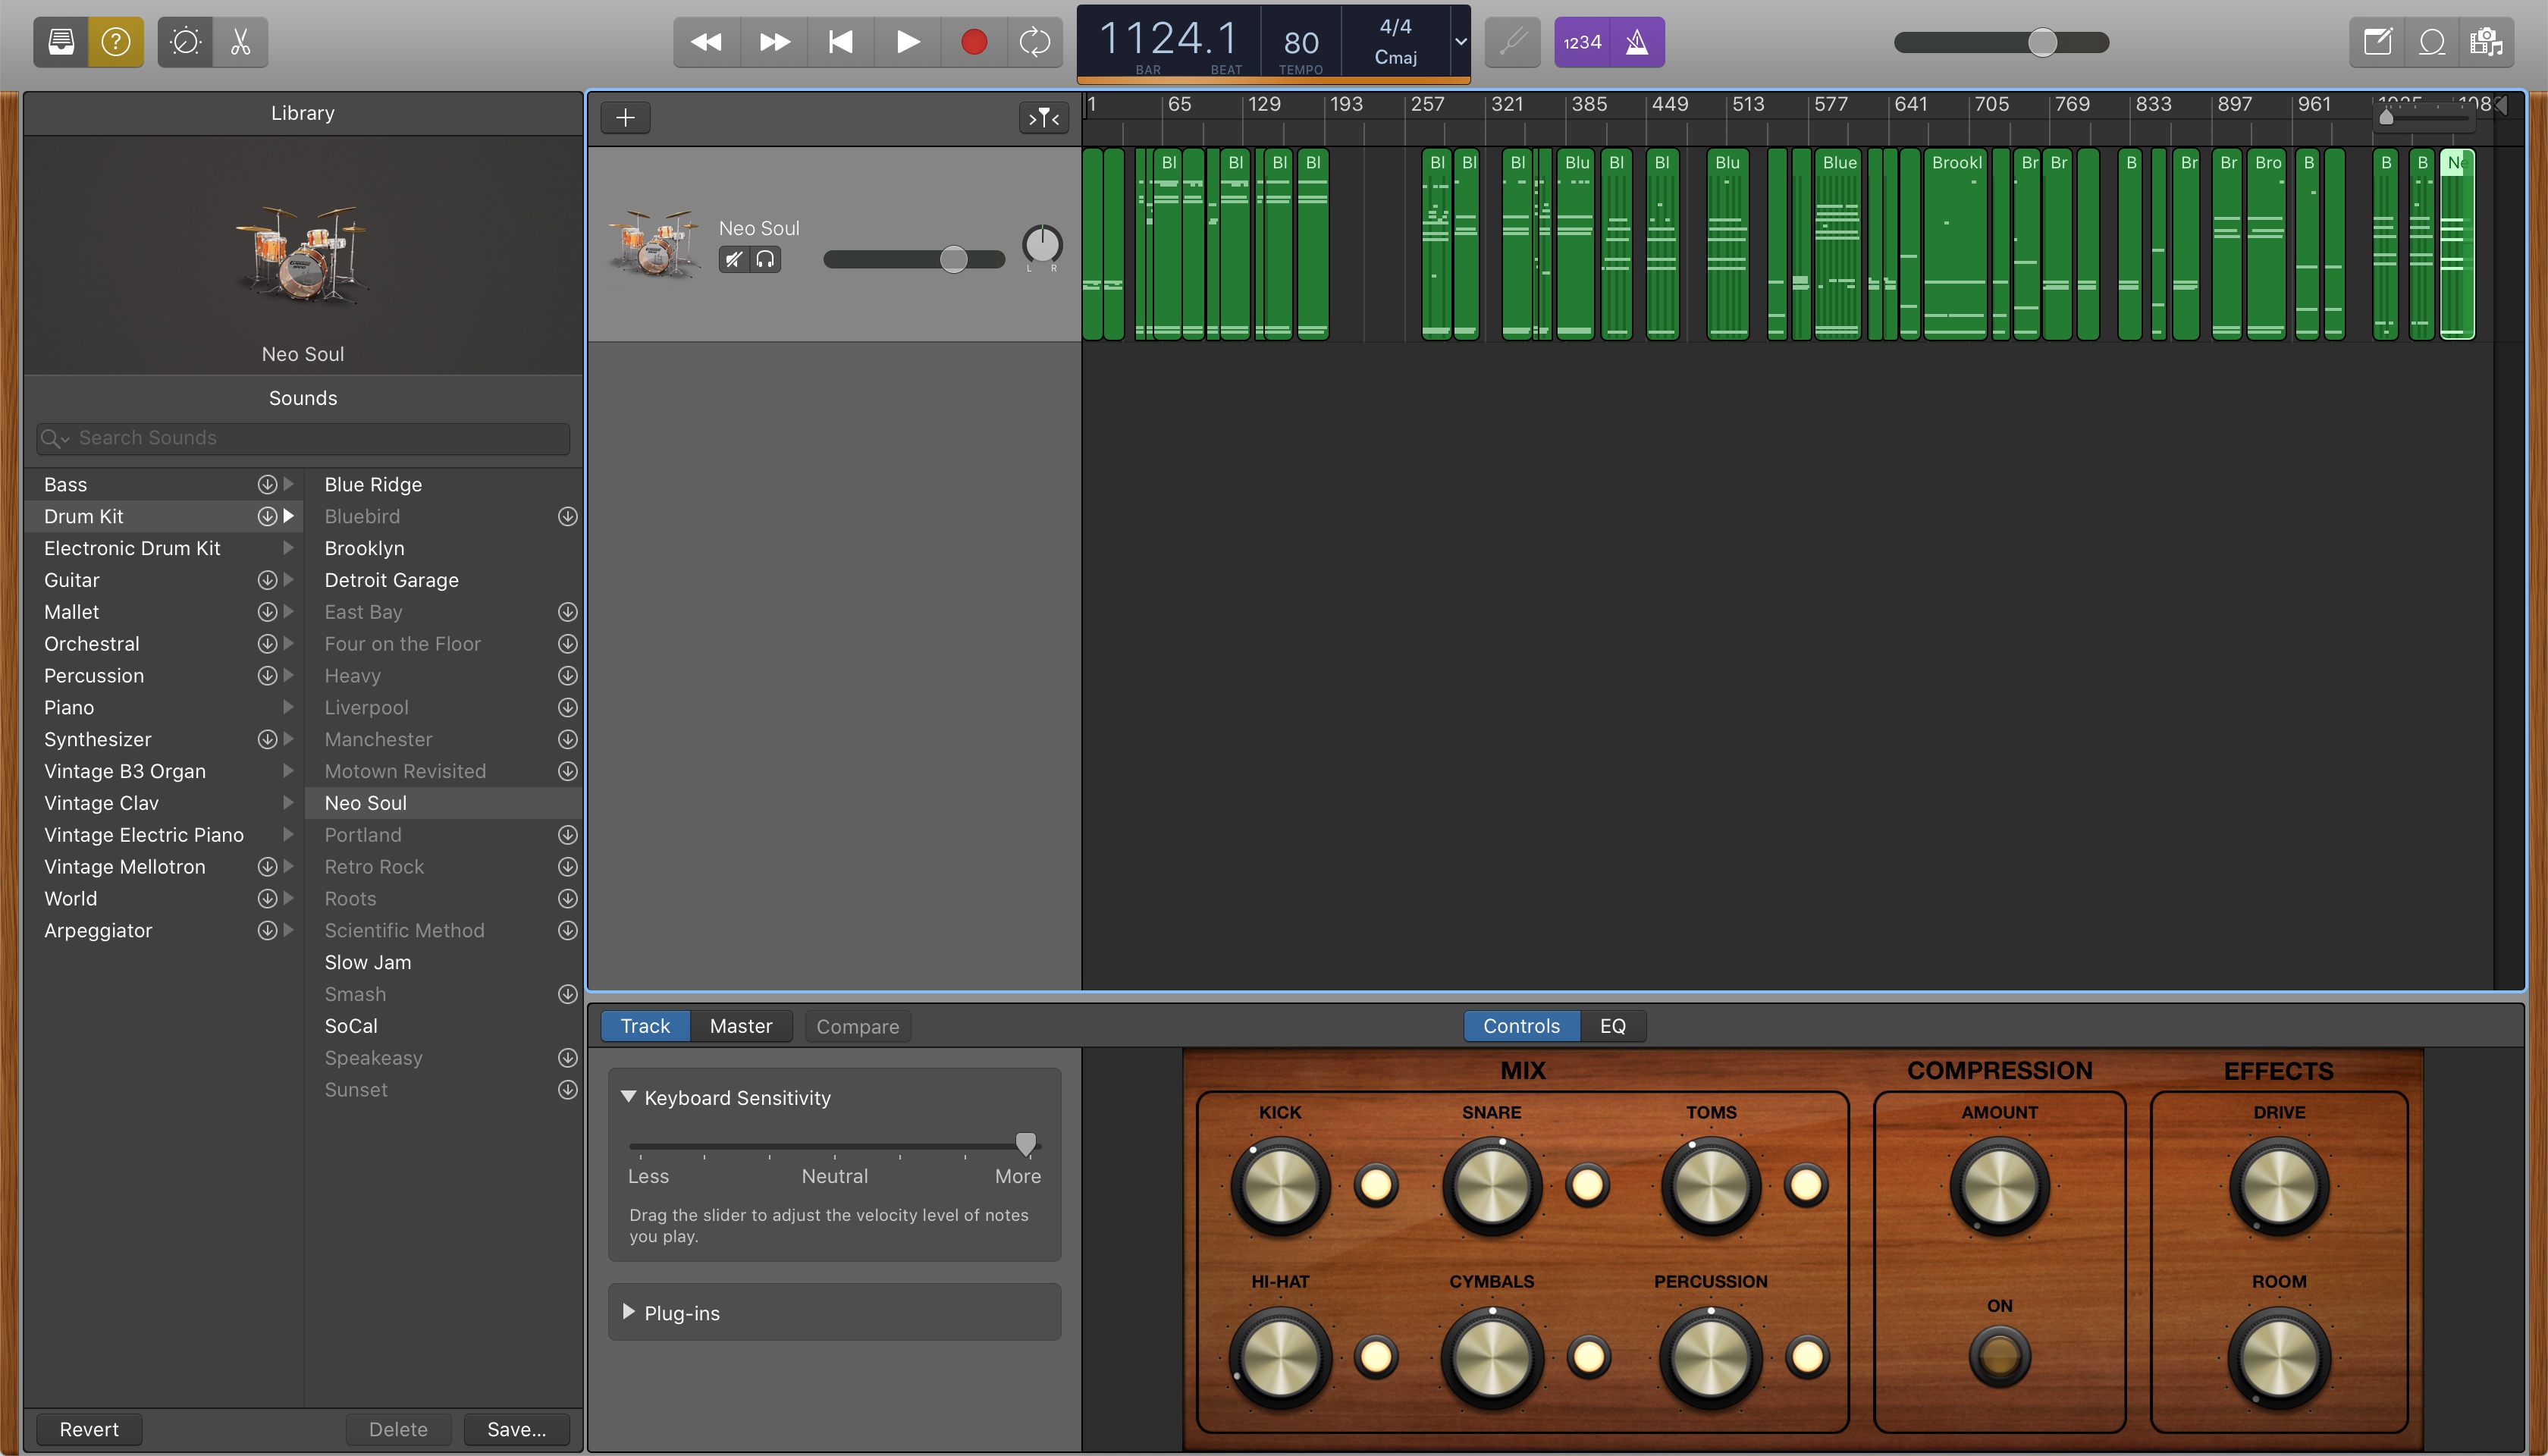 1124.1
BAR BEAT
80
TEMPO
4/4
Cmaj
1234
Library
Neo Soul
Sounds
Search Sounds
Bass
Drum Kit
Electronic Drum Kit
Guitar
Mallet
Orchestral
Percussion
Piano
Synthesizer
Vintage B3 Organ
Vintage Clav
Vintage Electric Piano
Vintage Mellotron
World
Arpeggiator
Blue Ridge
Bluebird
Brooklyn
Detroit Garage
East Bay
Four on the Floor
Heavy
Liverpool
Manchester
Motown Revisited
Neo Soul
Portland
Retro Rock
Roots
Scientific Method
Slow Jam
Smash
SoCal
Speakeasy
Sunset
Revert Delete Save...
1 65 129 193 257 321 385 449 513 577 641 705 769 833 897 961
Neo Soul
L R
Bl Bl Bl Bl Bl Bl Bl Blu Bl Bl Blu Blue Brookl Br Br B Br Br Bro B B B Ne
Track Master Compare
Controls EQ
Keyboard Sensitivity
Less Neutral More
Drag the slider to adjust the velocity level of notes
you play.
Plug-ins
MIX
KICK SNARE TOMS
HI-HAT CYMBALS PERCUSSION
COMPRESSION
AMOUNT
ON
EFFECTS
DRIVE
ROOM